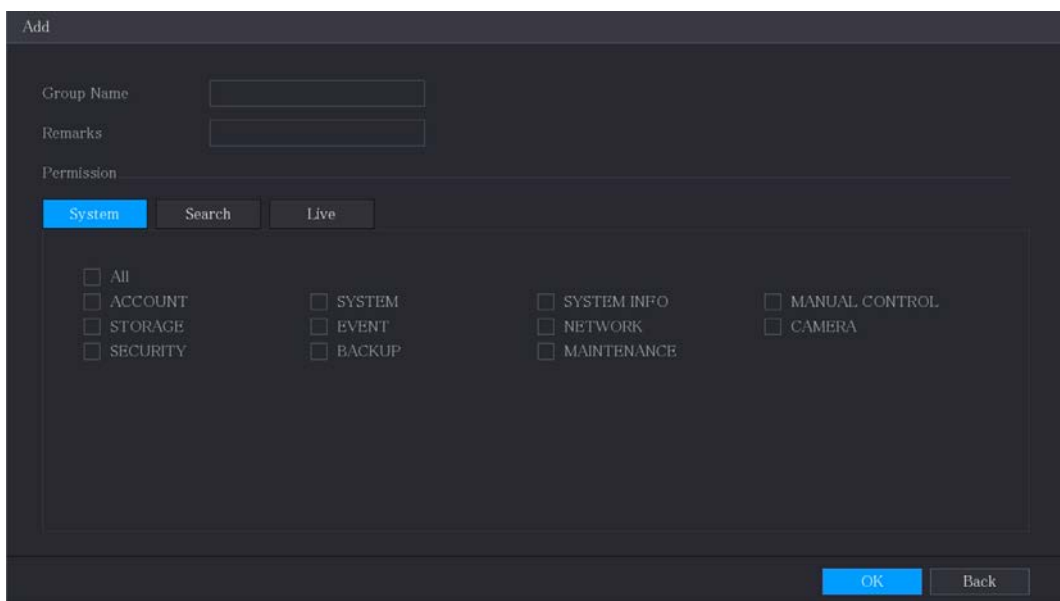 Add
Group Name
Remarks
Permission
System Search Live
All
ACCOUNT SYSTEM SYSTEM INFO MANUAL CONTROL
STORAGE EVENT NETWORK CAMERA
SECURITY BACKUP MAINTENANCE
OK Back